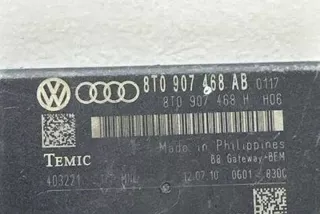 8T0 907 468 AB 0117
8T0 907 468 H H06
TEMIC
Made in Philippines
B8 Gateway-BEM
403221
12.07.10 0601 8300